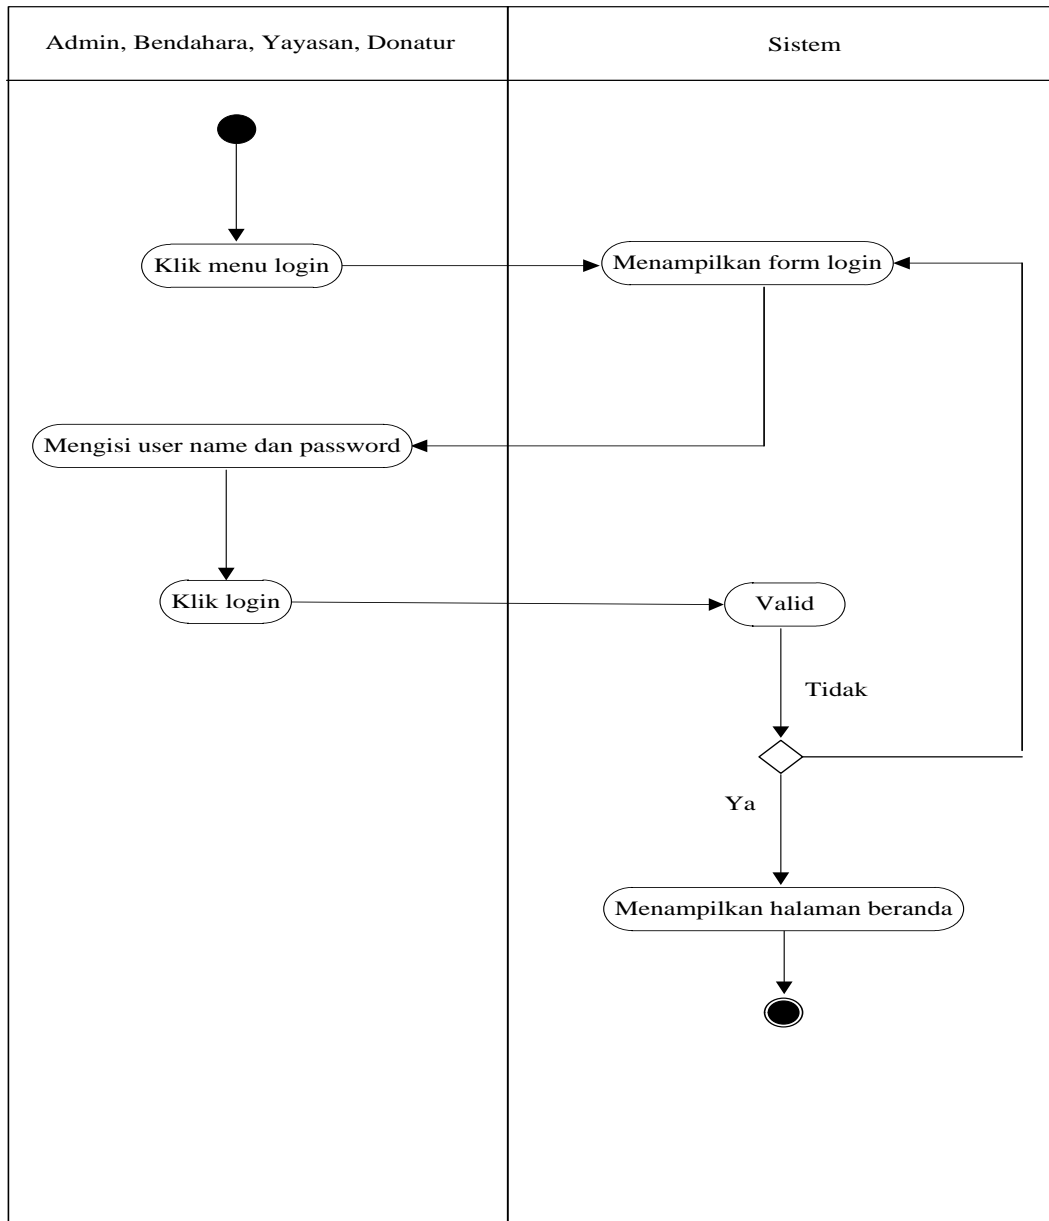 Admin, Bendahara, Yayasan, Donatur
Sistem
Klik menu login
Menampilkan form login
Mengisi user name dan password
Klik login
Valid
Tidak
Ya
Menampilkan halaman beranda